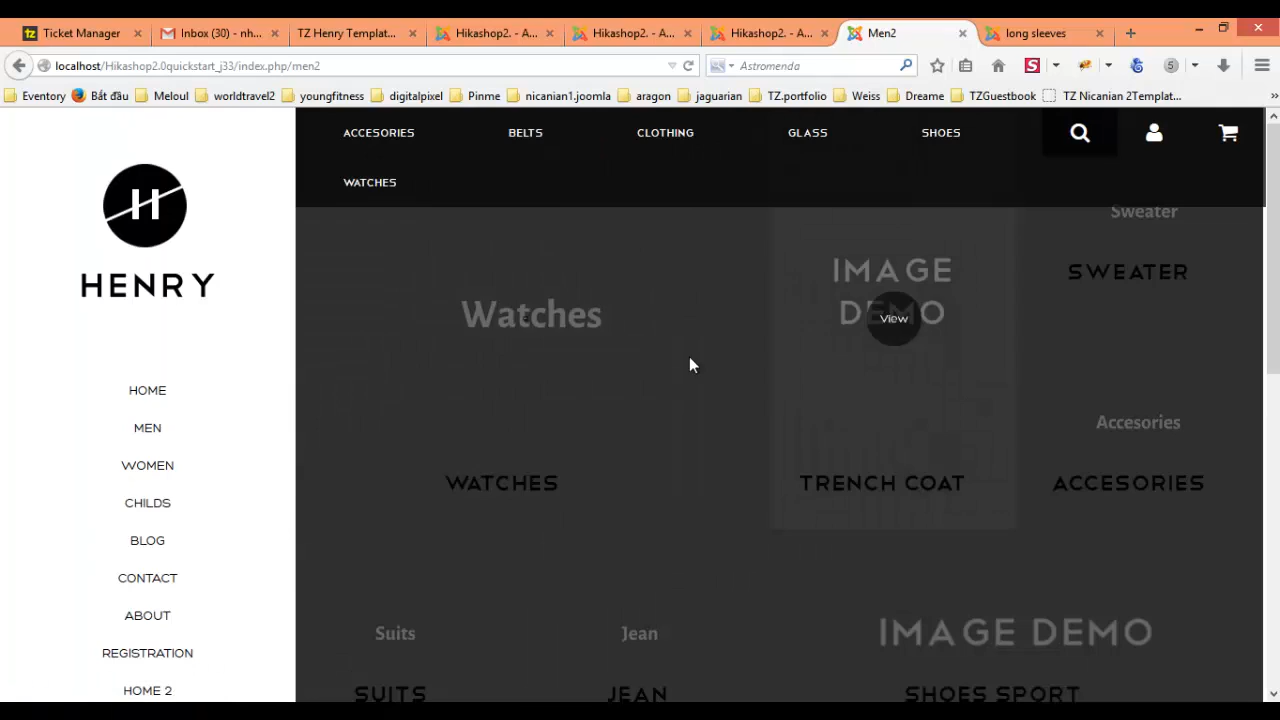 Ticket Manager
Inbox (30) - nh...
TZ Henry Templat...
Hikashop2. - A...
Hikashop2. - A...
Hikashop2. - A...
Men2
long sleeves
localhost/Hikashop2.0quickstart_j33/index.php/men2
Astromenda
S
5
Eventory
Bắt đầu
Meloul
worldtravel2
youngfitness
digitalpixel
Pinme
nicanian1.joomla
aragon
jaguarian
TZ.portfolio
Weiss
Dreame
TZGuestbook
TZ Nicanian 2Templat...
H
HENRY
HOME
MEN
WOMEN
CHILDS
BLOG
CONTACT
ABOUT
REGISTRATION
HOME 2
ACCESORIES
BELTS
CLOTHING
GLASS
SHOES
WATCHES
Watches
WATCHES
IMAGE
DEMO
View
TRENCH COAT
Sweater
SWEATER
Accesories
ACCESORIES
Suits
SUITS
Jean
JEAN
IMAGE DEMO
SHOES SPORT